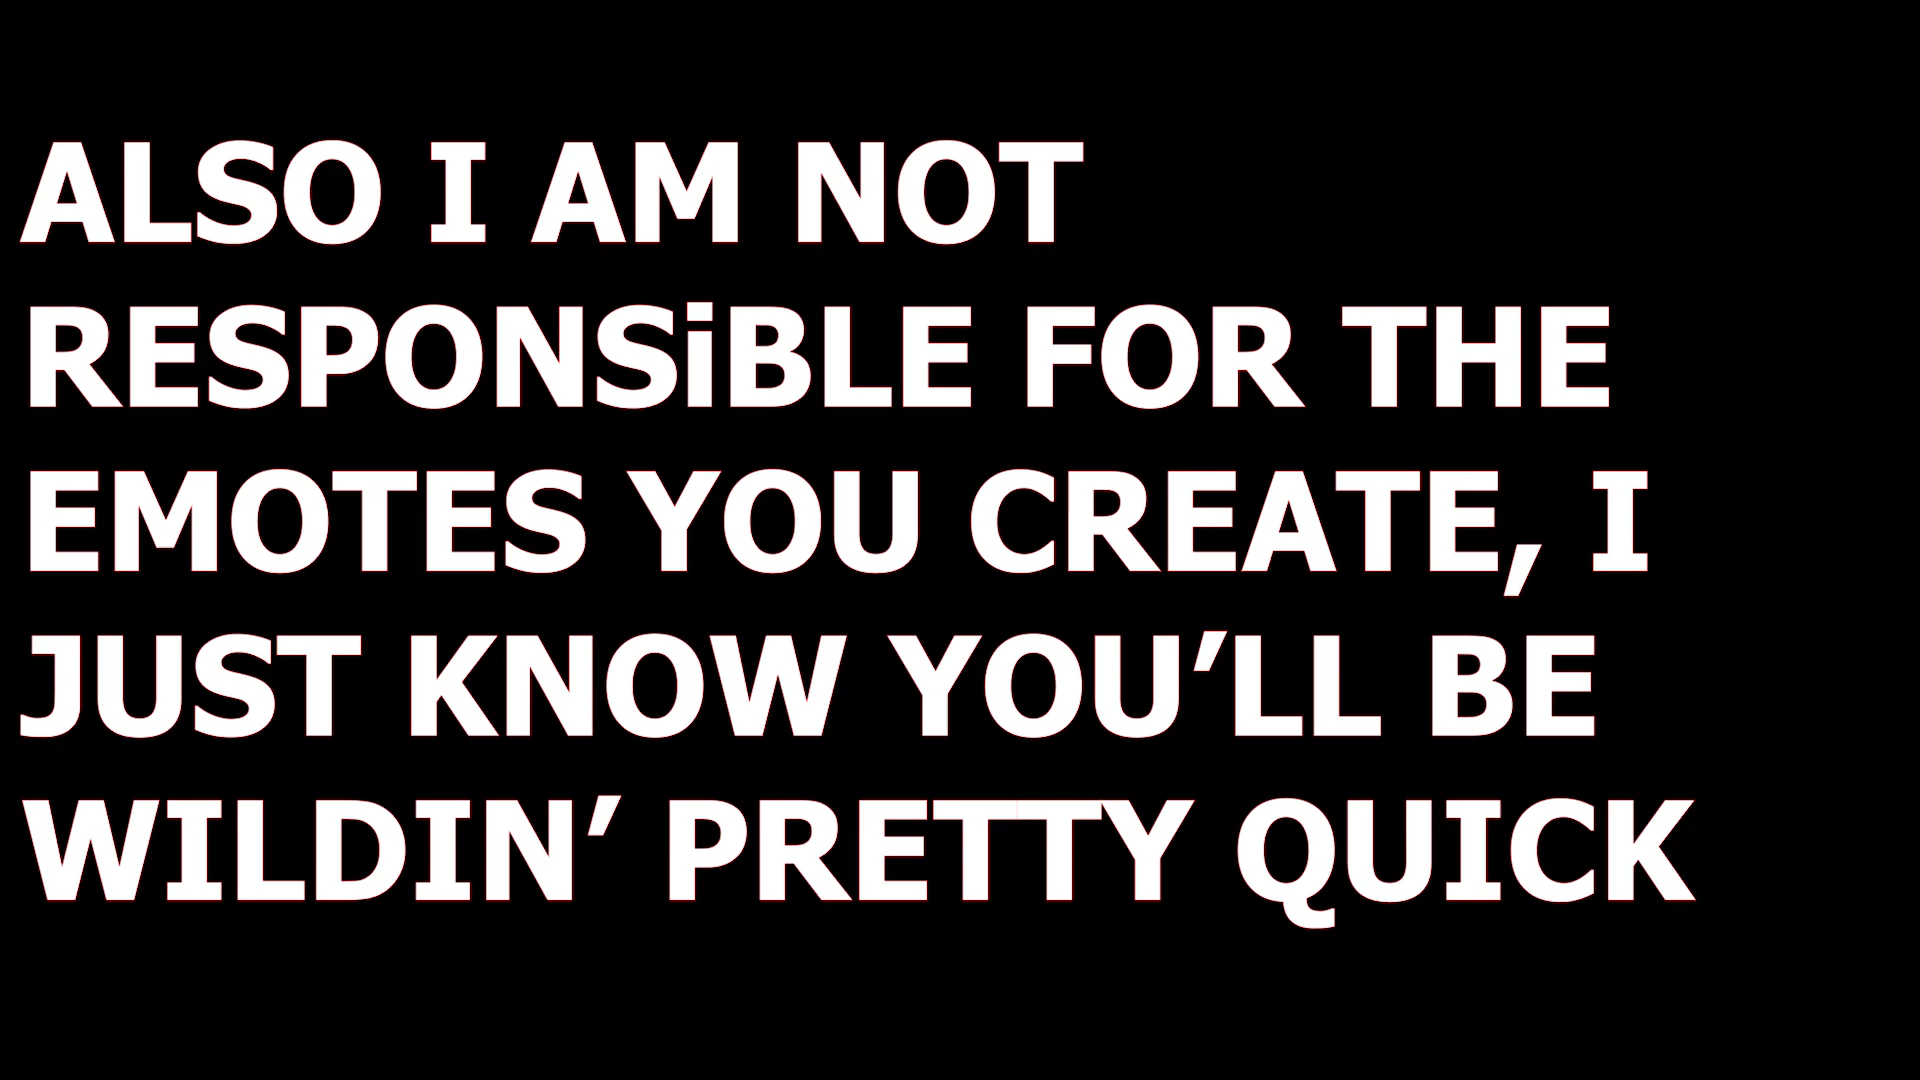 ALSO I AM NOT
RESPONSiBLE FOR THE
EMOTES YOU CREATE, I
JUST KNOW YOU’LL BE
WILDIN’ PRETTY QUICK